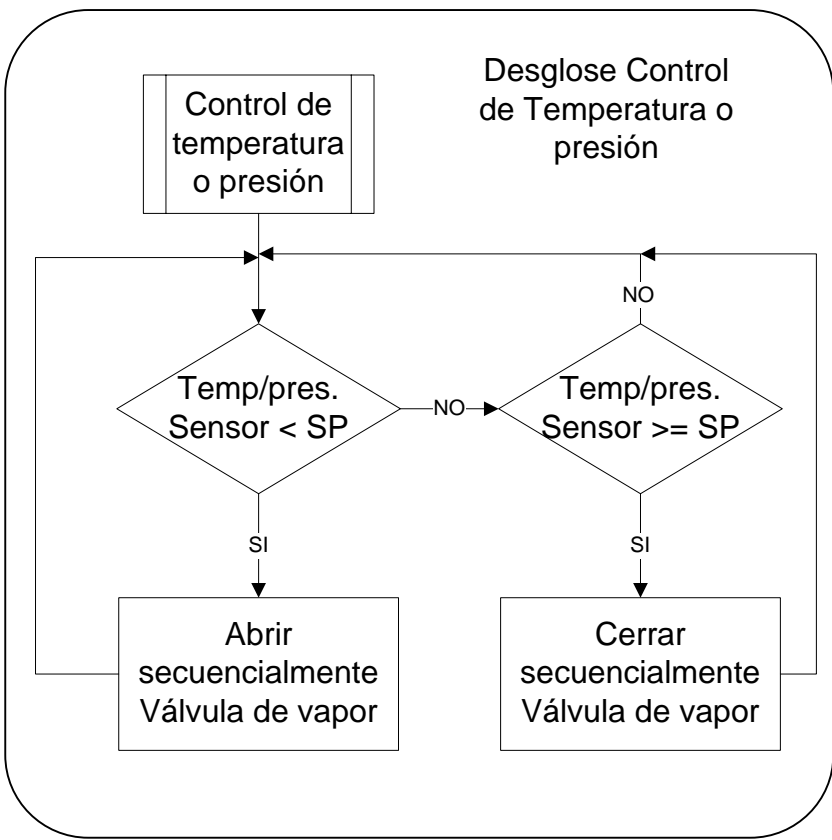 Control de
temperatura
o presión
Desglose Control
de Temperatura o
presión
NO
Temp/pres.
Sensor < SP
NO
Temp/pres.
Sensor >= SP
SI
SI
Abrir
secuencialmente
Válvula de vapor
Cerrar
secuencialmente
Válvula de vapor